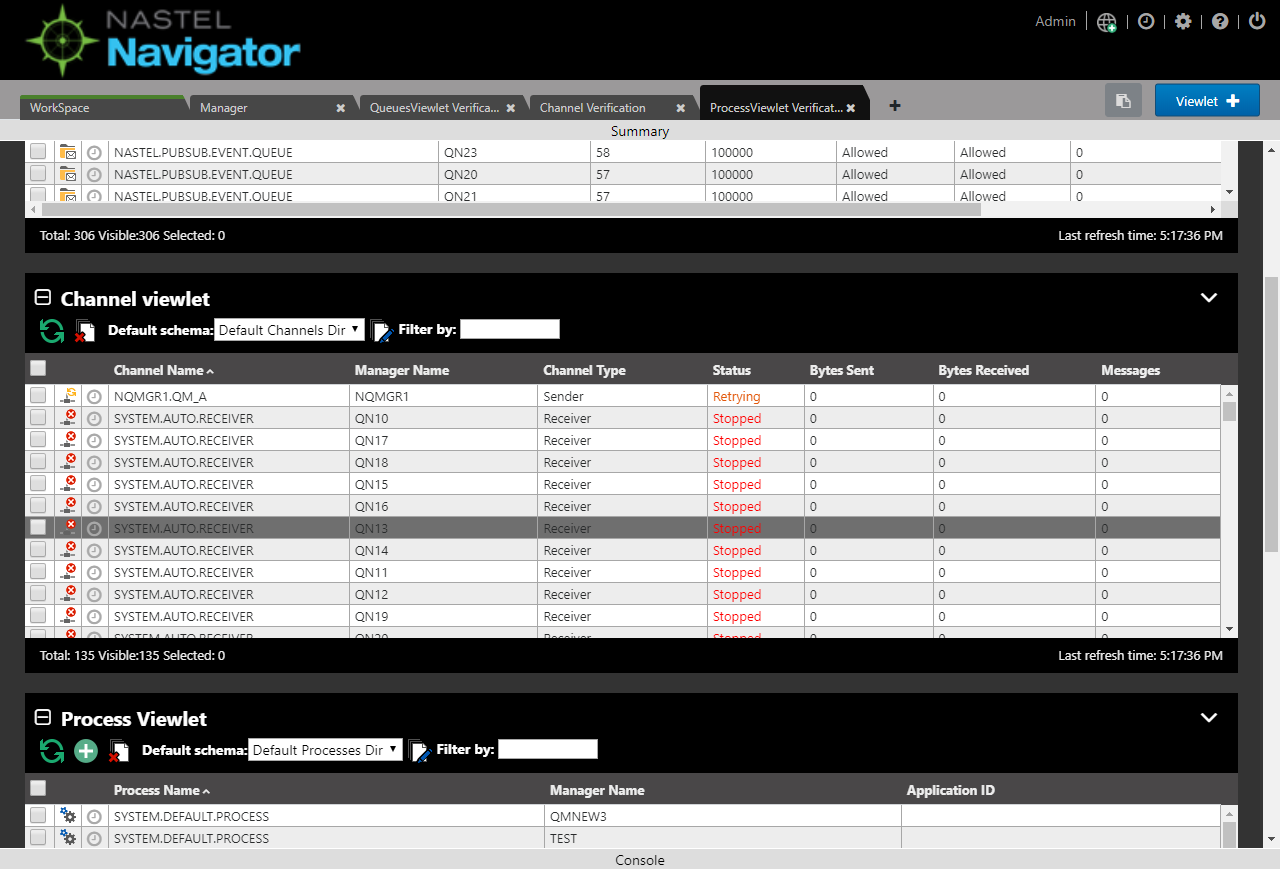 NASTEL
Navigator
Admin
WorkSpace Manager QueuesViewlet Verifica... Channel Verification ProcessViewlet Verificat...
Viewlet
Summary
NASTEL.PUBSUB.EVENT.QUEUE QN23 58 100000 Allowed Allowed 0
NASTEL.PUBSUB.EVENT.QUEUE QN20 57 100000 Allowed Allowed 0
NASTEL.PUBSUB.EVENT.QUEUE QN21 57 100000 Allowed Allowed 0
Total: 306 Visible:306 Selected: 0 Last refresh time: 5:17:36 PM
Channel viewlet
Default schema: Default Channels Dir Filter by:
Channel Name Manager Name Channel Type Status Bytes Sent Bytes Received Messages
NQMGR1.QM_A NQMGR1 Sender Retrying 0 0 0
SYSTEM.AUTO.RECEIVER QN10 Receiver Stopped 0 0 0
SYSTEM.AUTO.RECEIVER QN17 Receiver Stopped 0 0 0
SYSTEM.AUTO.RECEIVER QN18 Receiver Stopped 0 0 0
SYSTEM.AUTO.RECEIVER QN15 Receiver Stopped 0 0 0
SYSTEM.AUTO.RECEIVER QN16 Receiver Stopped 0 0 0
SYSTEM.AUTO.RECEIVER QN13 Receiver Stopped 0 0 0
SYSTEM.AUTO.RECEIVER QN14 Receiver Stopped 0 0 0
SYSTEM.AUTO.RECEIVER QN11 Receiver Stopped 0 0 0
SYSTEM.AUTO.RECEIVER QN12 Receiver Stopped 0 0 0
SYSTEM.AUTO.RECEIVER QN19 Receiver Stopped 0 0 0
SYSTEM.AUTO.RECEIVER QN20 Receiver Stopped 0 0 0
Total: 135 Visible:135 Selected: 0 Last refresh time: 5:17:36 PM
Process Viewlet
Default schema: Default Processes Dir Filter by:
Process Name Manager Name Application ID
SYSTEM.DEFAULT.PROCESS QMNEW3
SYSTEM.DEFAULT.PROCESS TEST
Console